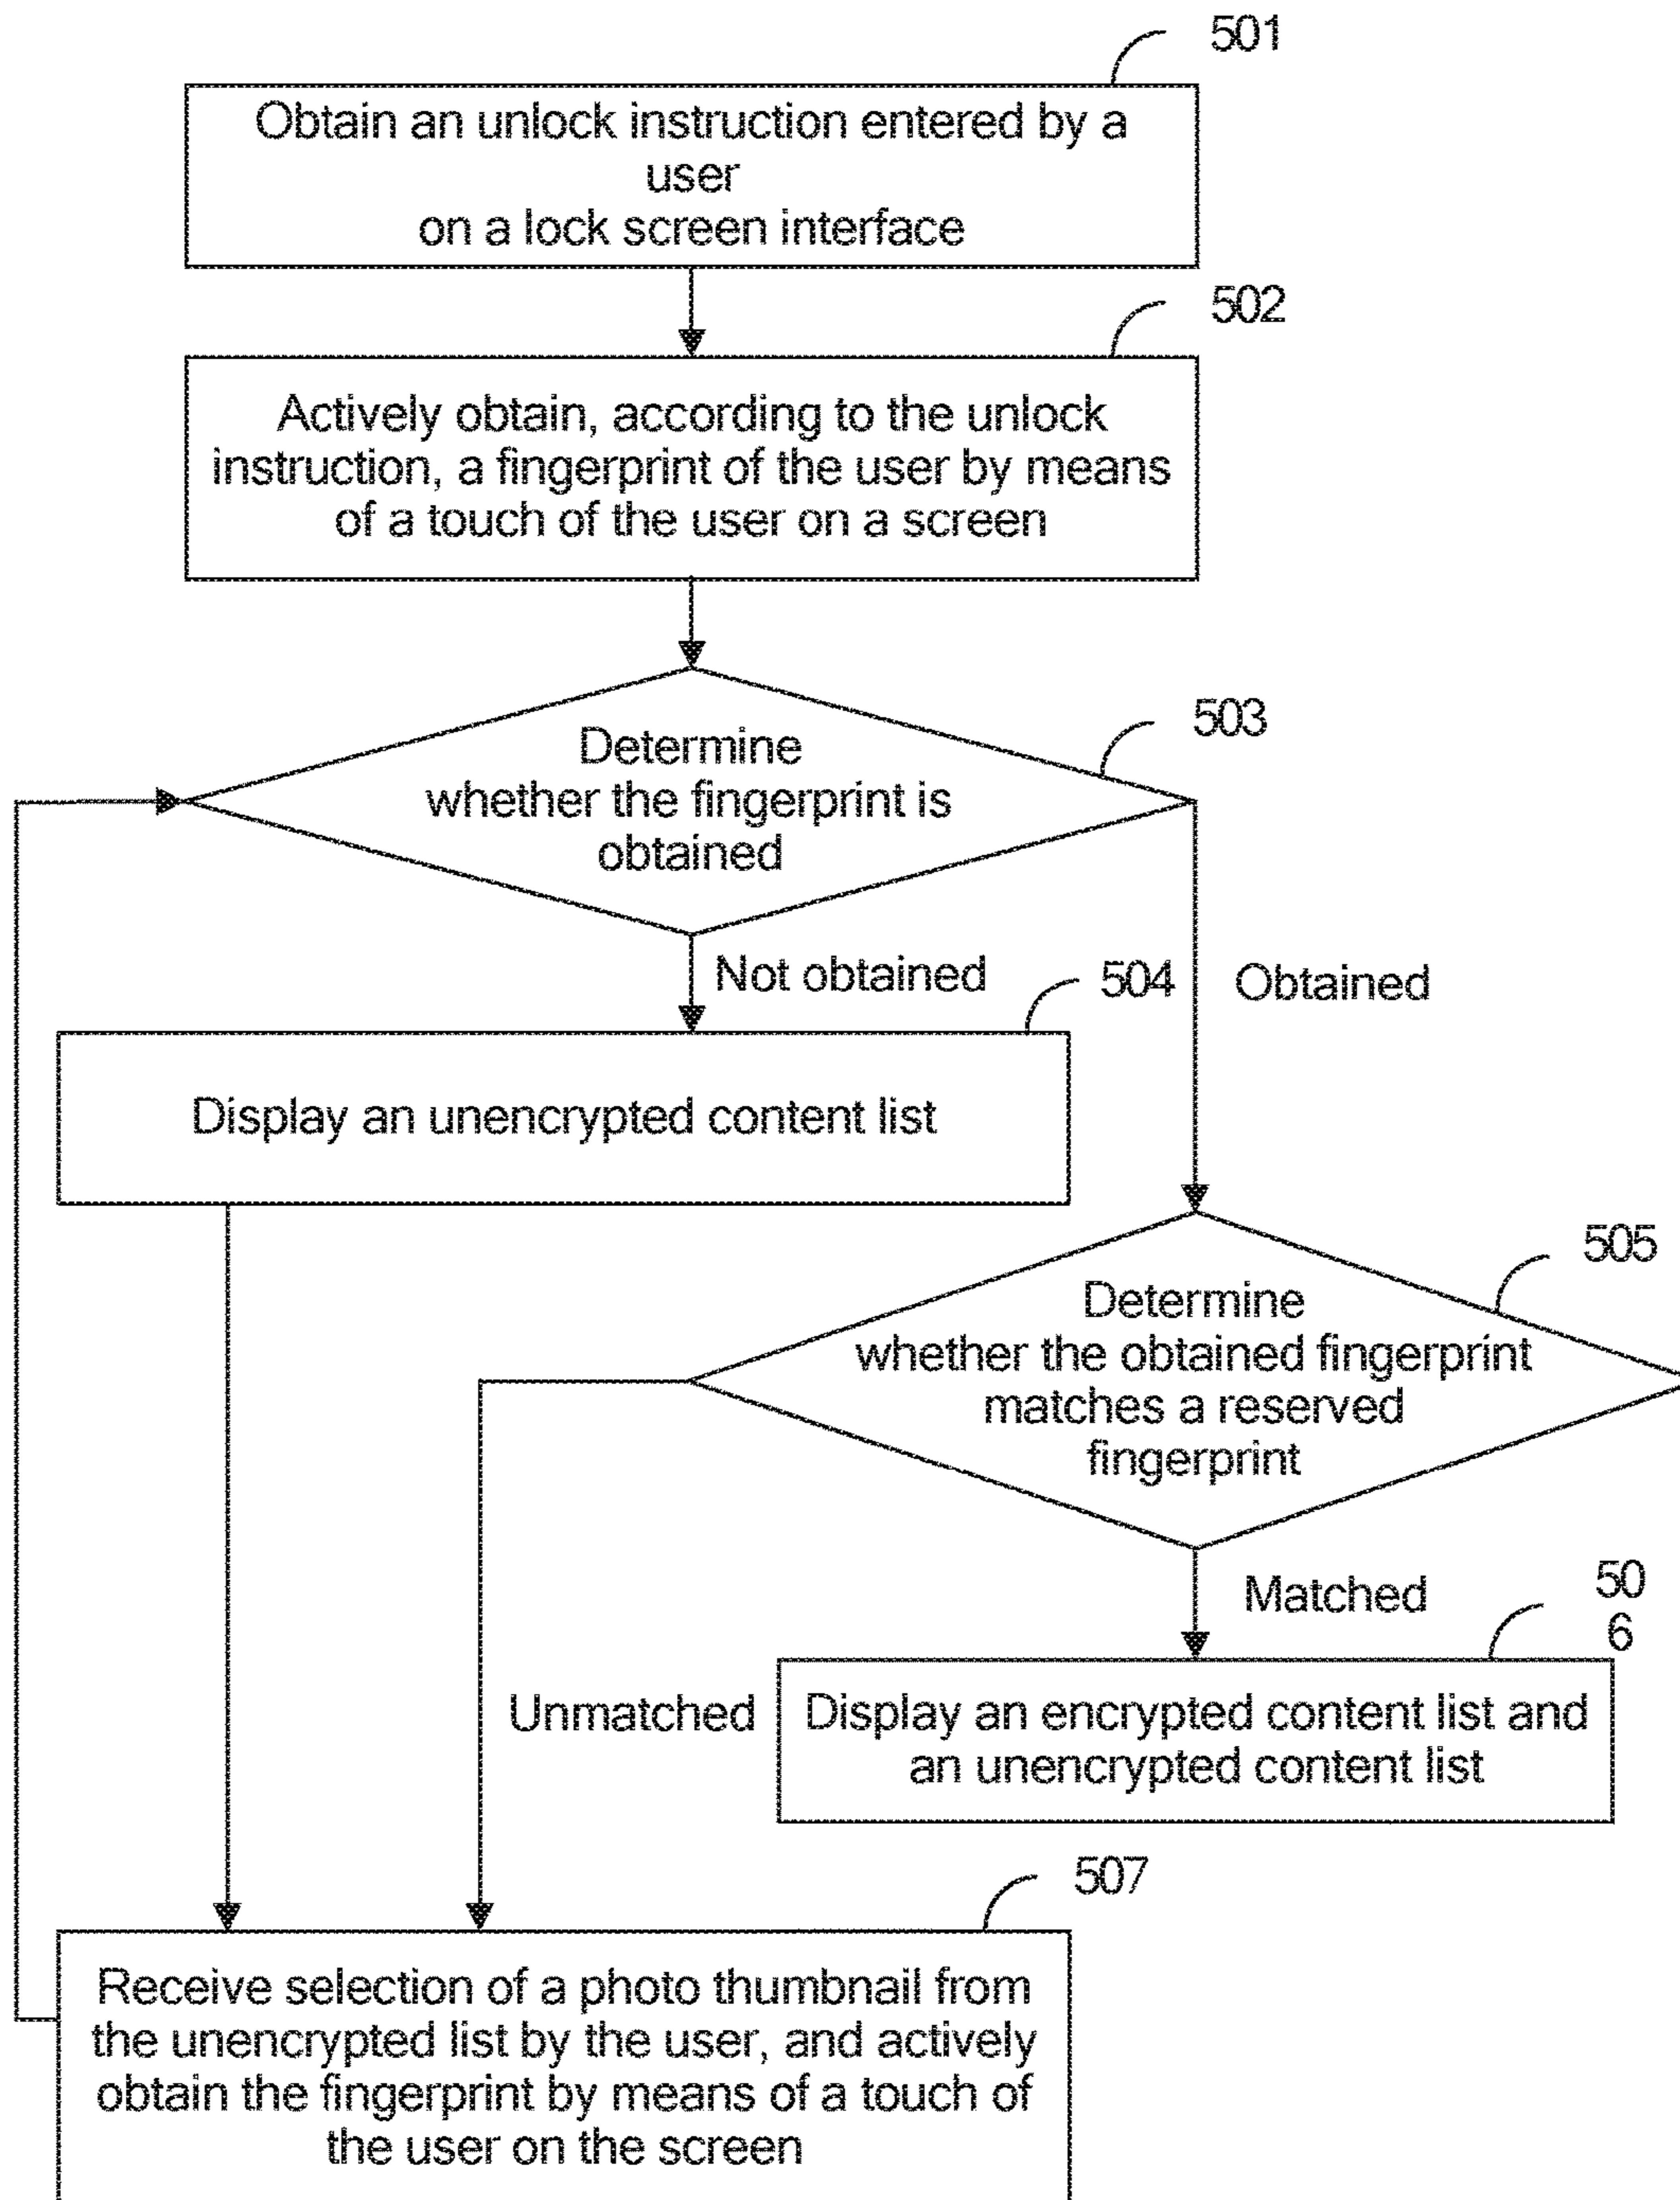 501
Obtain an unlock instruction entered by a
user
on a lock screen interface
502
Actively obtain, according to the unlock
instruction, a fingerprint of the user by means
of a touch of the user on a screen
503
Determine
whether the fingerprint is
obtained
Not obtained
504
Obtained
Display an unencrypted content list
505
Determine
whether the obtained fingerprint
matches a reserved
fingerprint
Matched
50
6
Unmatched
Display an encrypted content list and
an unencrypted content list
507
Receive selection of a photo thumbnail from
the unencrypted list by the user, and actively
obtain the fingerprint by means of a touch of
the user on the screen